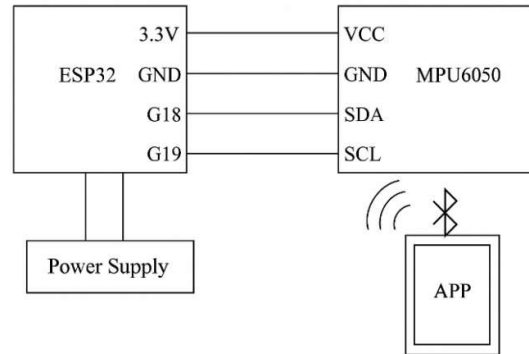 3.3V VCC
ESP32 GND GND MPU6050
G18 SDA
G19 SCL
Power Supply
APP